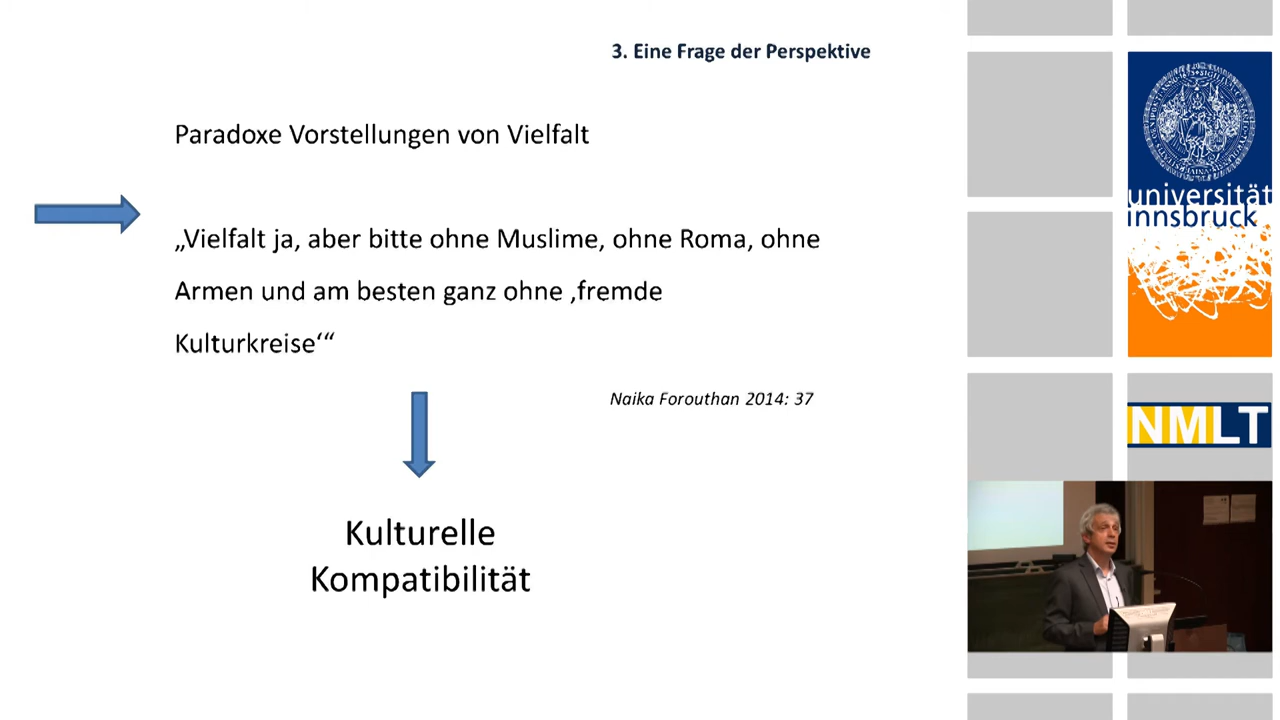 3. Eine Frage der Perspektive
Paradoxe Vorstellungen von Vielfalt
„Vielfalt ja, aber bitte ohne Muslime, ohne Roma, ohne
Armen und am besten ganz ohne ‚fremde
Kulturkreise‘“
Naika Forouthan 2014: 37
Kulturelle
Kompatibilität
universität
innsbruck
NMLT